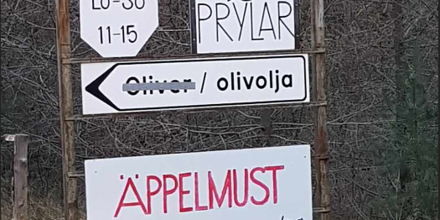 Lö-Sö
11-15
PRYLAR
Oliver / olivolja
ÄPPELMUST